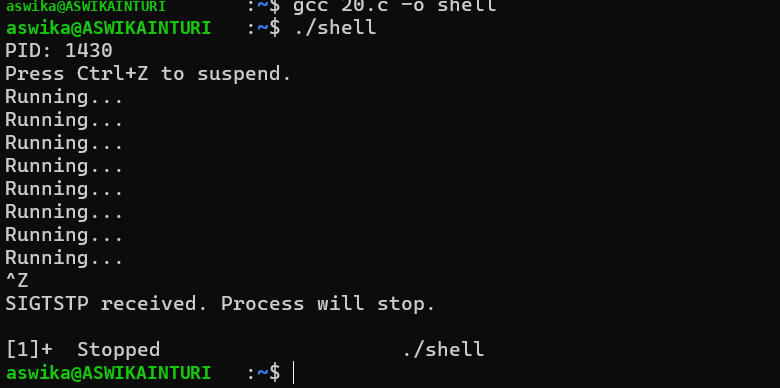 aswika@ASWIKAINTURI   :~$ gcc 20.c -o shell
aswika@ASWIKAINTURI   :~$ ./shell
PID: 1430
Press Ctrl+Z to suspend.
Running...
Running...
Running...
Running...
Running...
Running...
Running...
Running...
^Z
SIGTSTP received. Process will stop.
[1]+  Stopped                    ./shell
aswika@ASWIKAINTURI   :~$